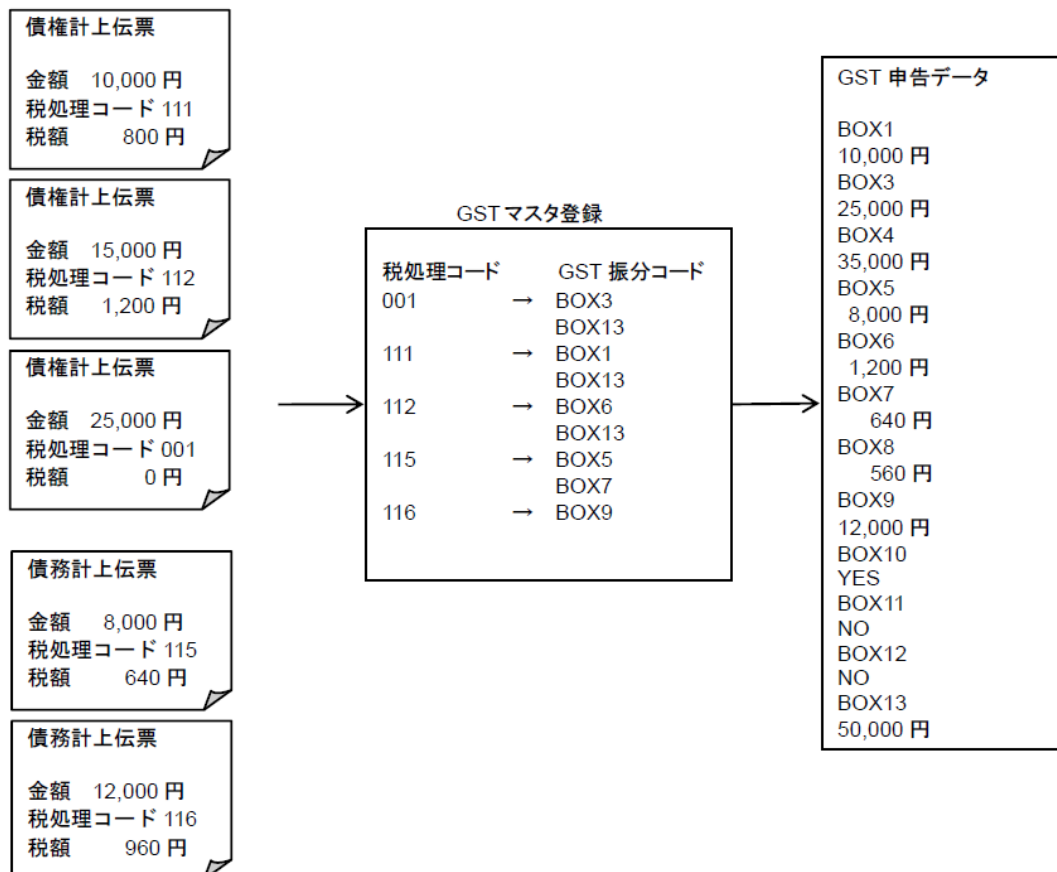 債権計上伝票
金額 10,000 円
税処理コード 111
税額 800 円
債権計上伝票
金額 15,000 円
税処理コード 112
税額 1,200 円
債権計上伝票
金額 25,000 円
税処理コード 001
税額 0 円
債務計上伝票
金額 8,000 円
税処理コード 115
税額 640 円
債務計上伝票
金額 12,000 円
税処理コード 116
税額 960 円
GST マスタ登録
税処理コード GST 振分コード
001 → BOX3
BOX13
111 → BOX1
BOX13
112 → BOX6
BOX13
115 → BOX5
BOX7
116 → BOX9
GST 申告データ
BOX1
10,000 円
BOX3
25,000 円
BOX4
35,000 円
BOX5
8,000 円
BOX6
1,200 円
BOX7
640 円
BOX8
560 円
BOX9
12,000 円
BOX10
YES
BOX11
NO
BOX12
NO
BOX13
50,000 円